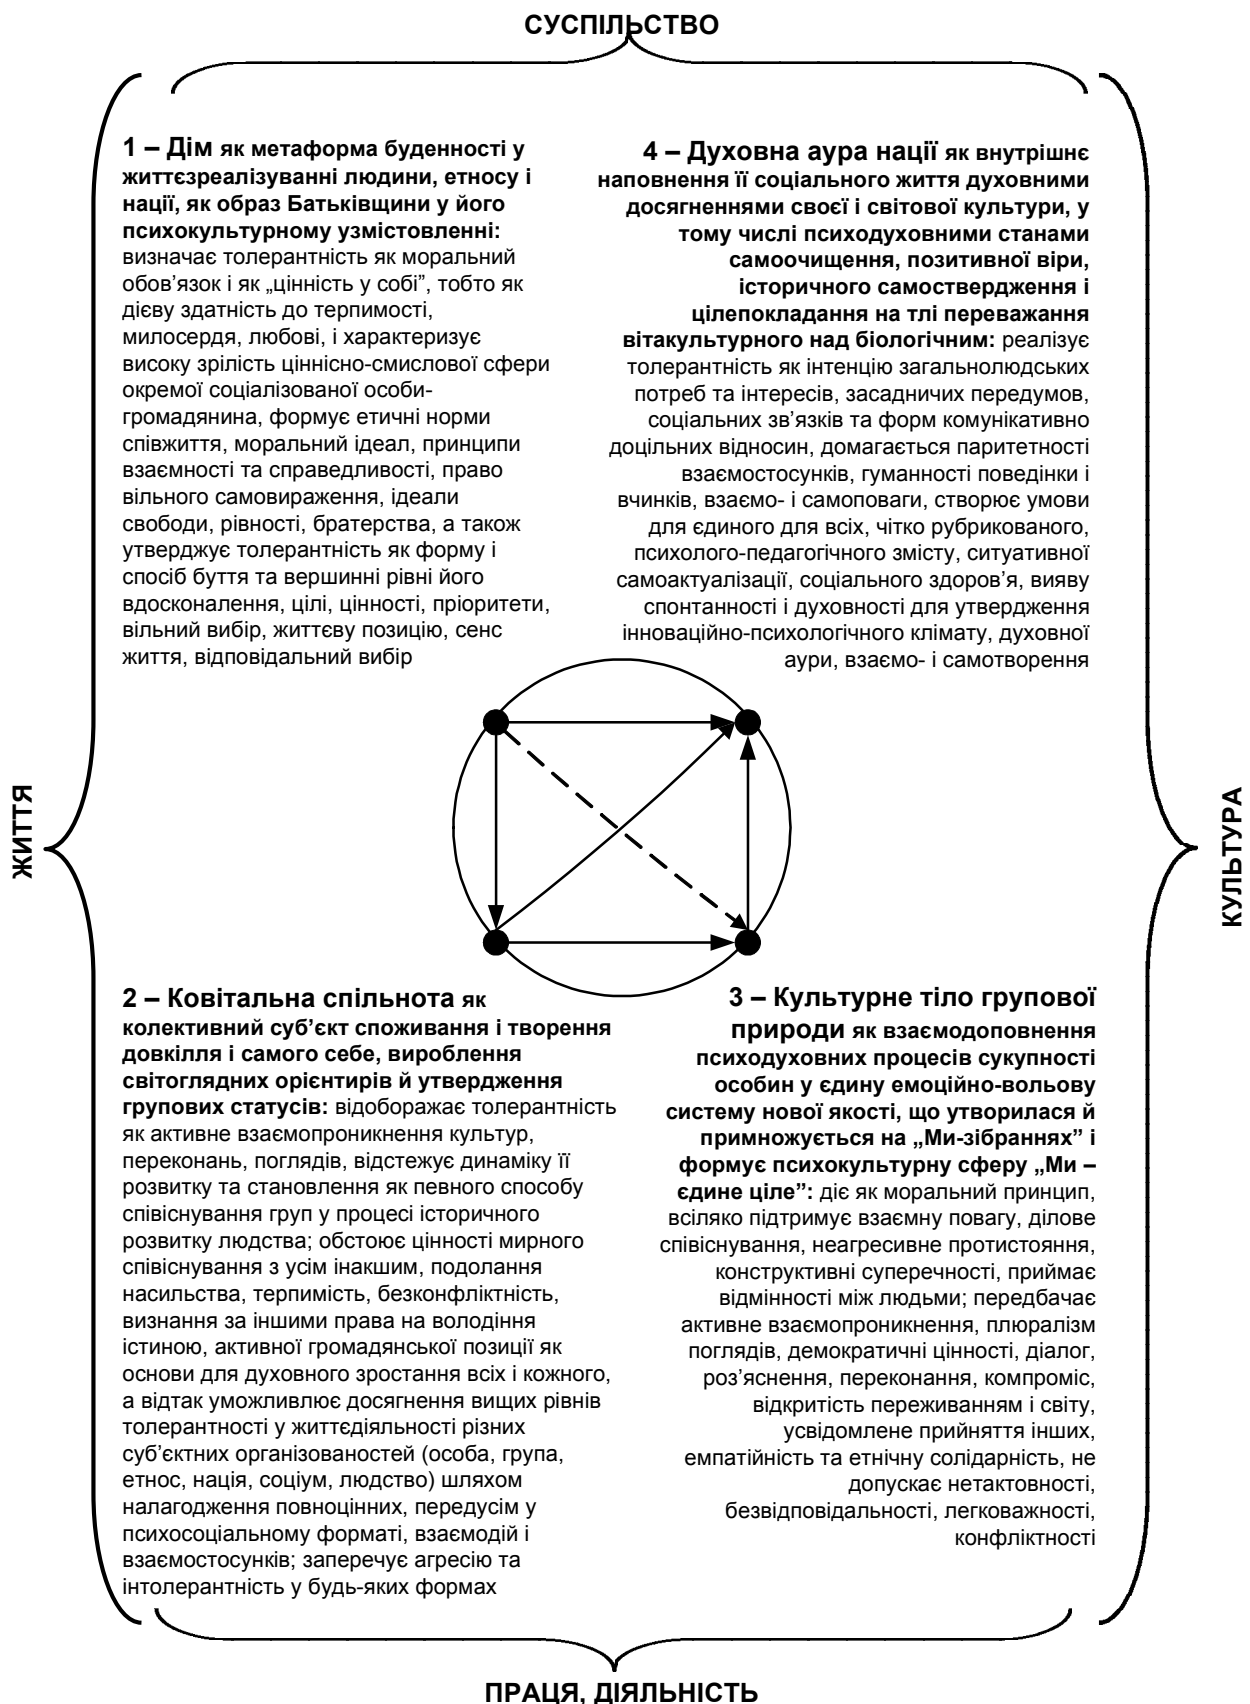 СУСПІЛЬСТВО
1 – Дім як метаформа буденності у
життєзреалізуванні людини, етносу і
нації, як образ Батьківщини у його
психокультурному узмістовленні:
визначає толерантність як моральний
обов’язок і як „цінність у собі”, тобто як
дієву здатність до терпимості,
милосердя, любові, і характеризує
високу зрілість ціннісно-смислової сфери
окремої соціалізованої особи-
громадянина, формує етичні норми
співжиття, моральний ідеал, принципи
взаємності та справедливості, право
вільного самовираження, ідеали
свободи, рівності, братерства, а також
утверджує толерантність як форму і
спосіб буття та вершинні рівні його
вдосконалення, цілі, цінності, пріоритети,
вільний вибір, життєву позицію, сенс
життя, відповідальний вибір
4 – Духовна аура нації як внутрішнє
наповнення її соціального життя духовними
досягненнями своєї і світової культури, у
тому числі психодуховними станами
самоочищення, позитивної віри,
історичного самоствердження і
цілепокладання на тлі переважання
вітакультурного над біологічним: реалізує
толерантність як інтенцію загальнолюдських
потреб та інтересів, засадничих передумов,
соціальних зв’язків та форм комунікативно
доцільних відносин, домагається паритетності
взаємостосунків, гуманності поведінки і
вчинків, взаємо- і самоповаги, створює умови
для єдиного для всіх, чітко рубрикованого,
психолого-педагогічного змісту, ситуативної
самоактуалізації, соціального здоров’я, вияву
спонтанності і духовності для утвердження
інноваційно-психологічного клімату, духовної
аури, взаємо- і самотворення
ЖИТТЯ
КУЛЬТУРА
2 – Ковітальна спільнота як
колективний суб’єкт споживання і творення
довкілля і самого себе, вироблення
світоглядних орієнтирів й утвердження
групових статусів: відображає толерантність
як активне взаємопроникнення культур,
переконань, поглядів, відстежує динаміку її
розвитку та становлення як певного способу
співіснування груп у процесі історичного
розвитку людства; обстоює цінності мирного
співіснування з усім інакшим, подолання
насильства, терпимість, безконфліктність,
визнання за іншими права на володіння
істиною, активної громадянської позиції як
основи для духовного зростання всіх і кожного,
а відтак уможливлює досягнення вищих рівнів
толерантності у життєдіяльності різних
суб’єктних організованостей (особа, група,
етнос, нація, соціум, людство) шляхом
налагодження повноцінних, передусім у
психосоціальному форматі, взаємодій і
взаємостосунків; заперечує агресію та
інтолерантність у будь-яких формах
3 – Культурне тіло групової
природи як взаємодоповнення
психодуховних процесів сукупності
особин у єдину емоційно-вольову
систему нової якості, що утворилася й
примножується на „Ми-зібраннях” і
формує психокультурну сферу „Ми –
єдине ціле”: діє як моральний принцип,
всіляко підтримує взаємну повагу, ділове
співіснування, неагресивне протистояння,
конструктивні суперечності, приймає
відмінності між людьми; передбачає
активне взаємопроникнення, плюралізм
поглядів, демократичні цінності, діалог,
роз’яснення, переконання, компроміс,
відкритість переживанням і світу,
усвідомлене прийняття інших,
емпатійність та етнічну солідарність, не
допускає нетактовності,
безвідповідальності, легковажності,
конфліктності
ПРАЦЯ, ДІЯЛЬНІСТЬ